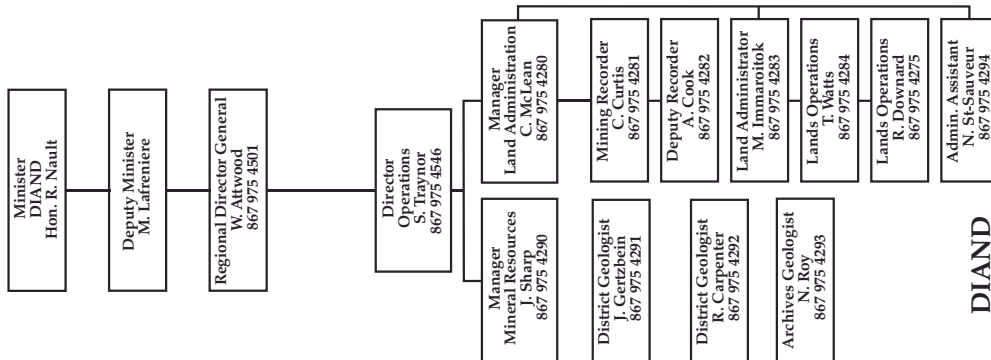 Minister
DIAND
Hon. R. Nault
Deputy Minister
M. Lafreniere
Regional Director General
W. Attwood
867 975 4501
Director
Operations
S. Traynor
867 975 4546
Manager
Mineral Resources
J. Sharp
867 975 4290
District Geologist
J. Gertzbein
867 975 4291
District Geologist
R. Carpenter
867 975 4292
Archives Geologist
N. Roy
867 975 4293
Manager
Land Administration
C. McLean
867 975 4280
Mining Recorder
C. Curtis
867 975 4281
Deputy Recorder
A. Cook
867 975 4282
Land Administrator
M. Immaroitok
867 975 4283
Lands Operations
T. Watts
867 975 4284
Lands Operations
R. Downard
867 975 4275
Admin. Assistant
N. St-Sauveur
867 975 4294
DIAND